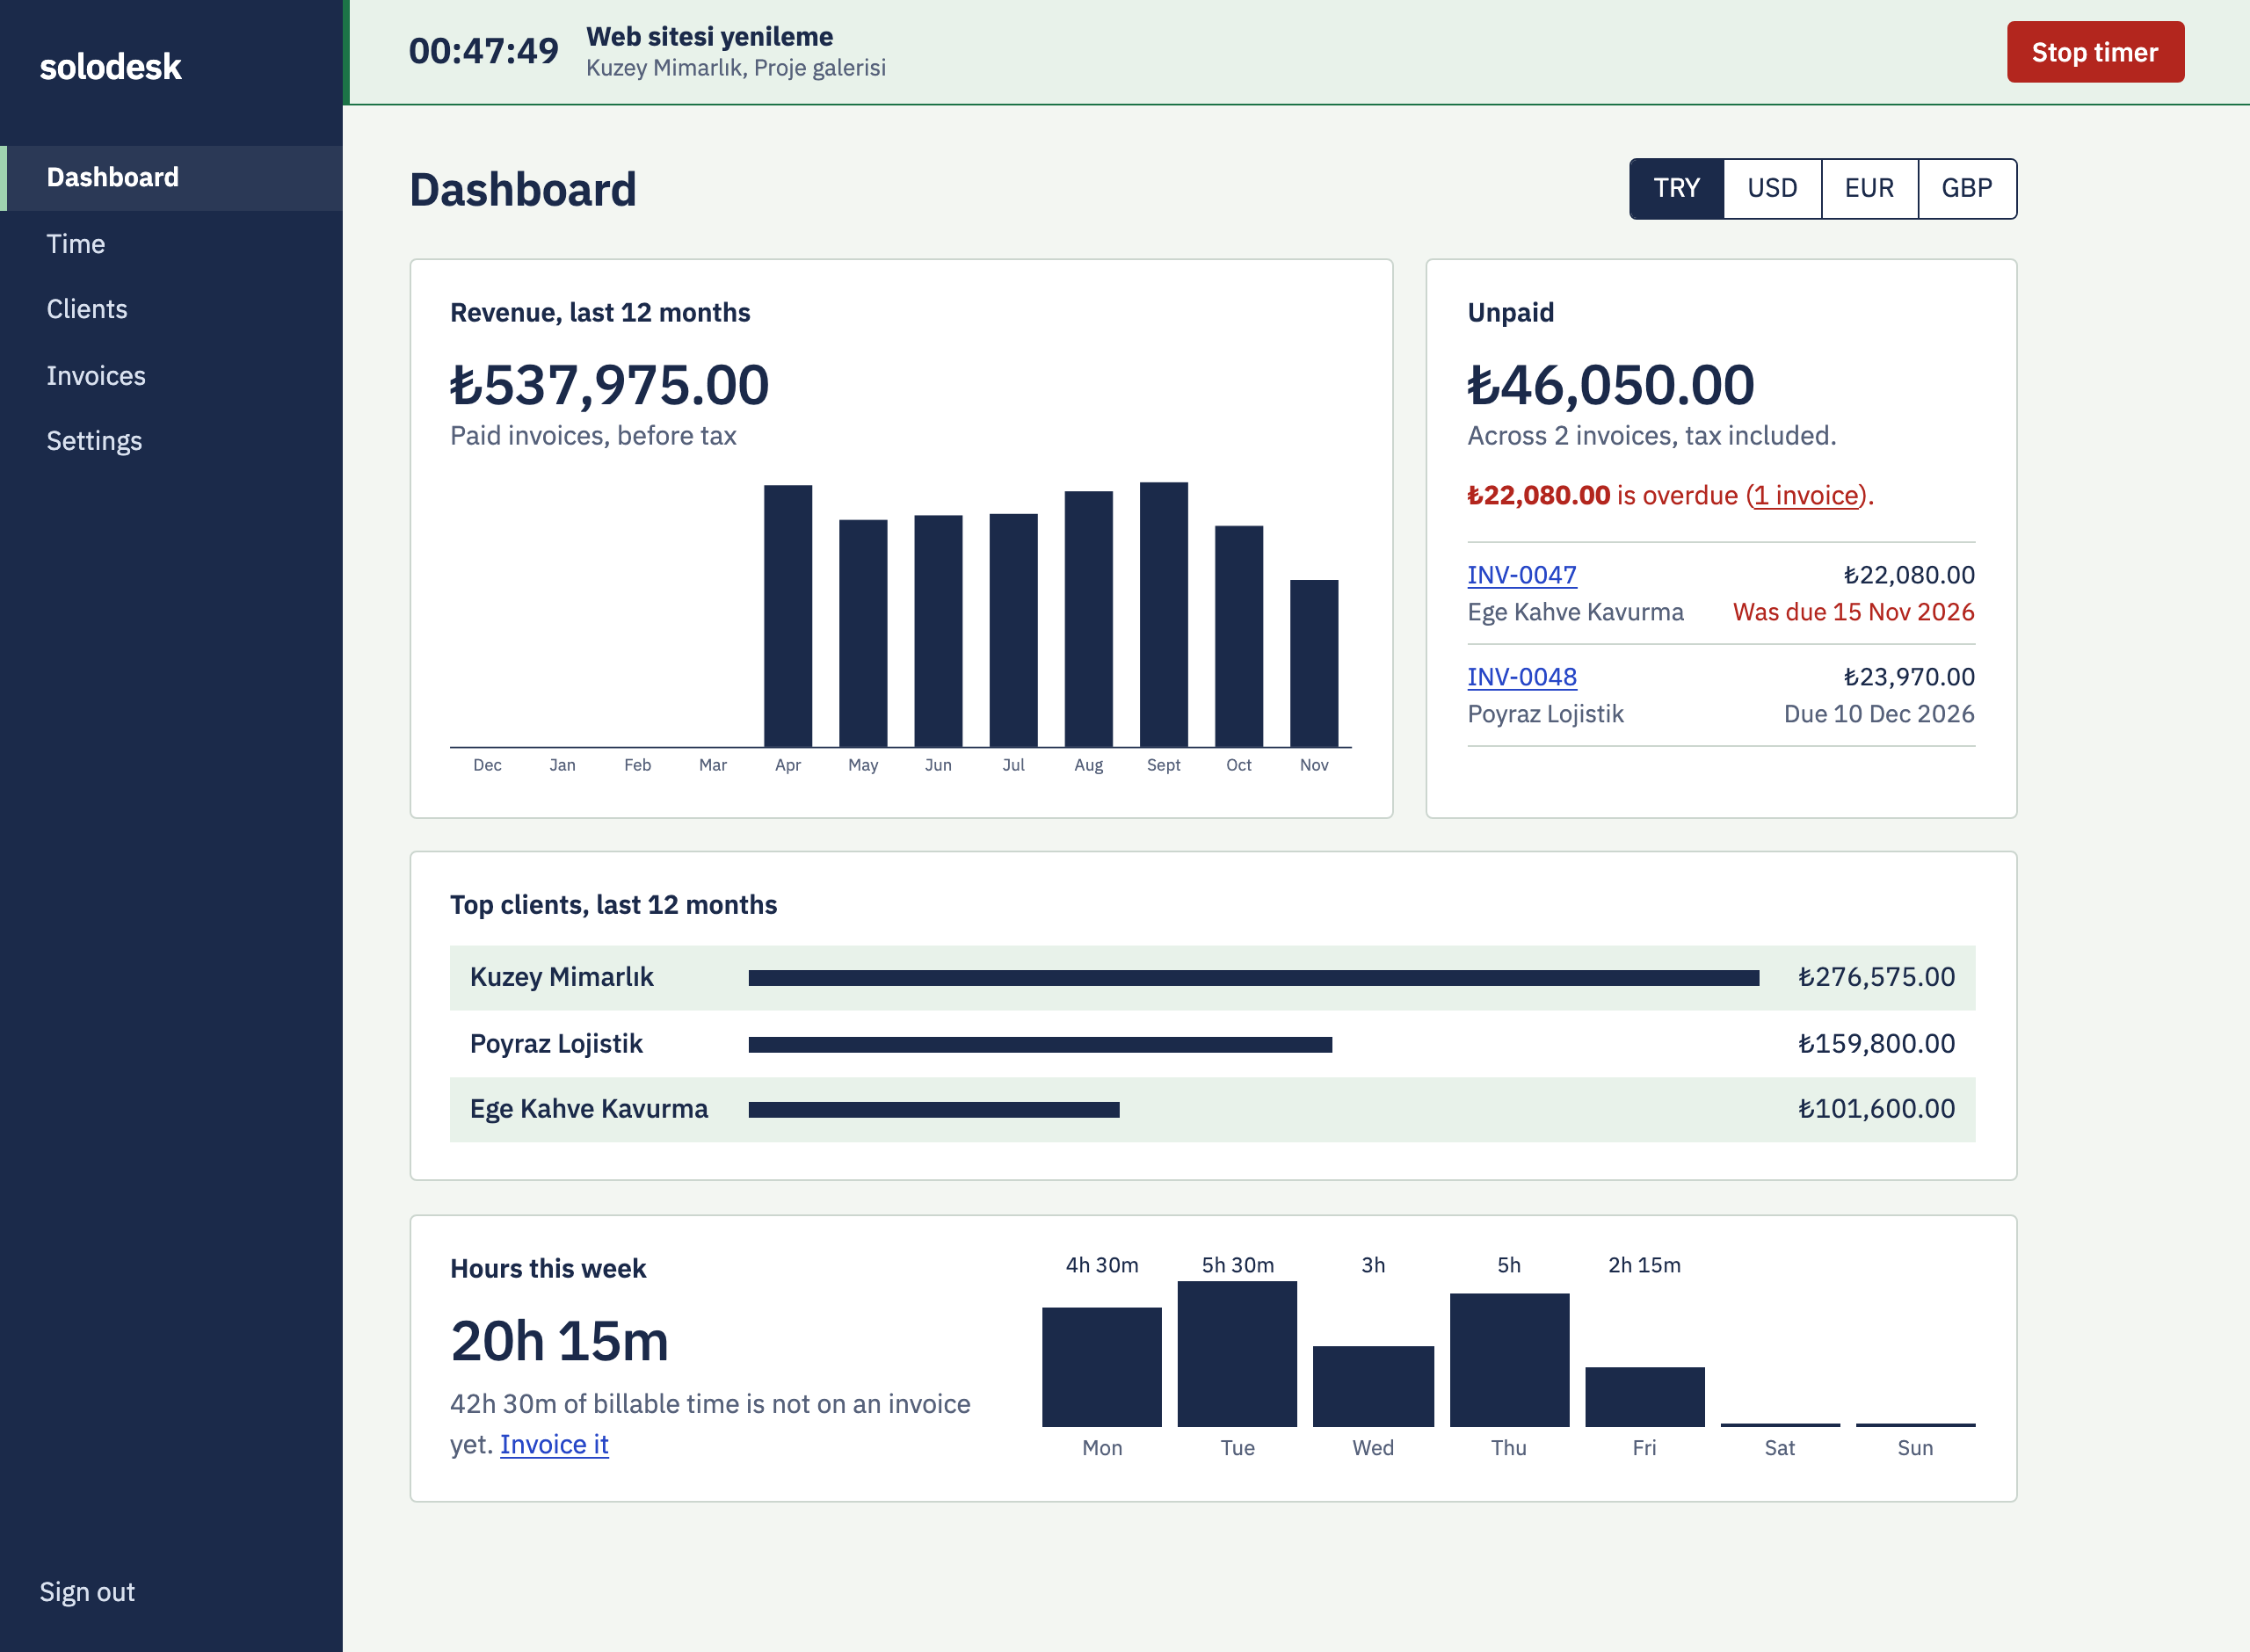 solodesk
Dashboard
Time
Clients
Invoices
Settings
Sign out
00:47:49
Web sitesi yenileme
Kuzey Mimarlık, Proje galerisi
Stop timer
Dashboard
TRY USD EUR GBP
Revenue, last 12 months
₺537,975.00
Paid invoices, before tax
Dec Jan Feb Mar Apr May Jun Jul Aug Sept Oct Nov
Unpaid
₺46,050.00
Across 2 invoices, tax included.
₺22,080.00 is overdue (1 invoice).
INV-0047 ₺22,080.00
Ege Kahve Kavurma Was due 15 Nov 2026
INV-0048 ₺23,970.00
Poyraz Lojistik Due 10 Dec 2026
Top clients, last 12 months
Kuzey Mimarlık ₺276,575.00
Poyraz Lojistik ₺159,800.00
Ege Kahve Kavurma ₺101,600.00
Hours this week
20h 15m
42h 30m of billable time is not on an invoice
yet. Invoice it
4h 30m 5h 30m 3h 5h 2h 15m
Mon Tue Wed Thu Fri Sat Sun